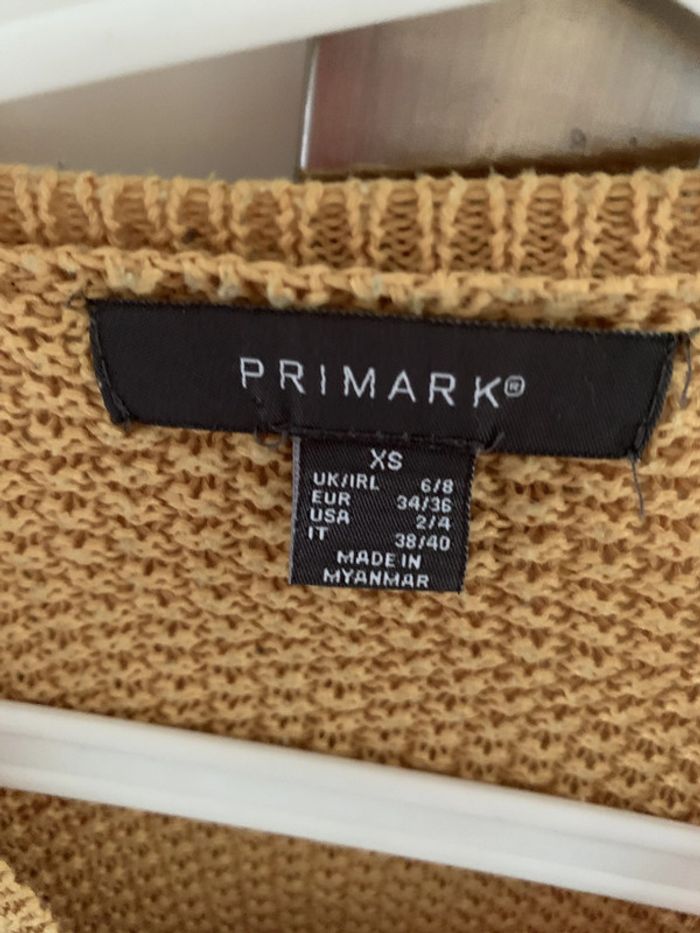 PRIMARK®
XS
UK/IRL 6/8
EUR 34/36
USA 2/4
IT 38/40
MADE IN
MYANMAR